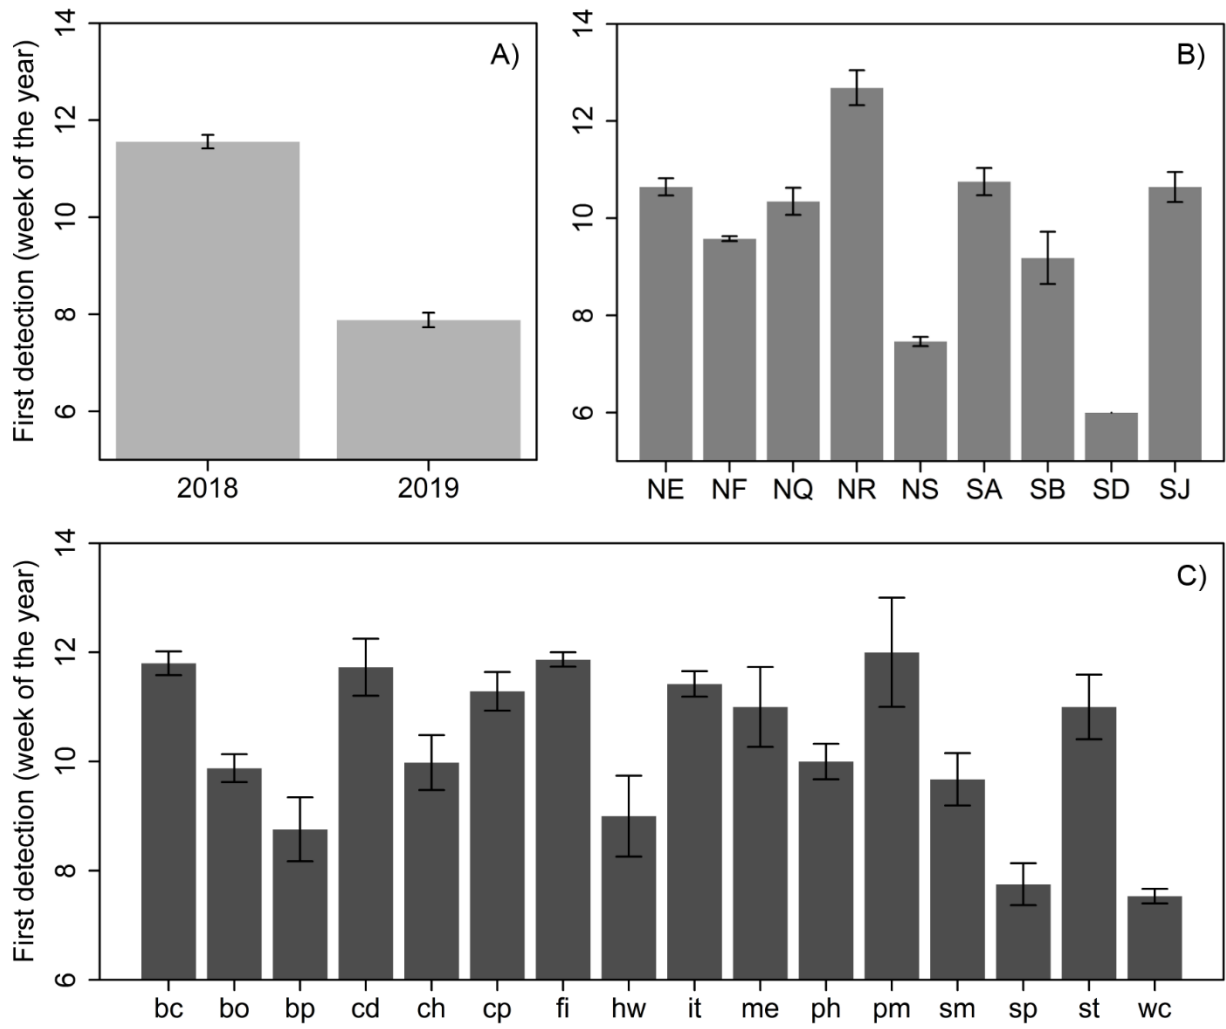 First detection (week of the year)
14
12
10
8
6
A)
2018 2019
14
12
10
8
6
B)
NE NF NQ NR NS SA SB SD SJ
First detection (week of the year)
14
12
10
8
6
C)
bc bo bp cd ch cp fi hw it me ph pm sm sp st wc